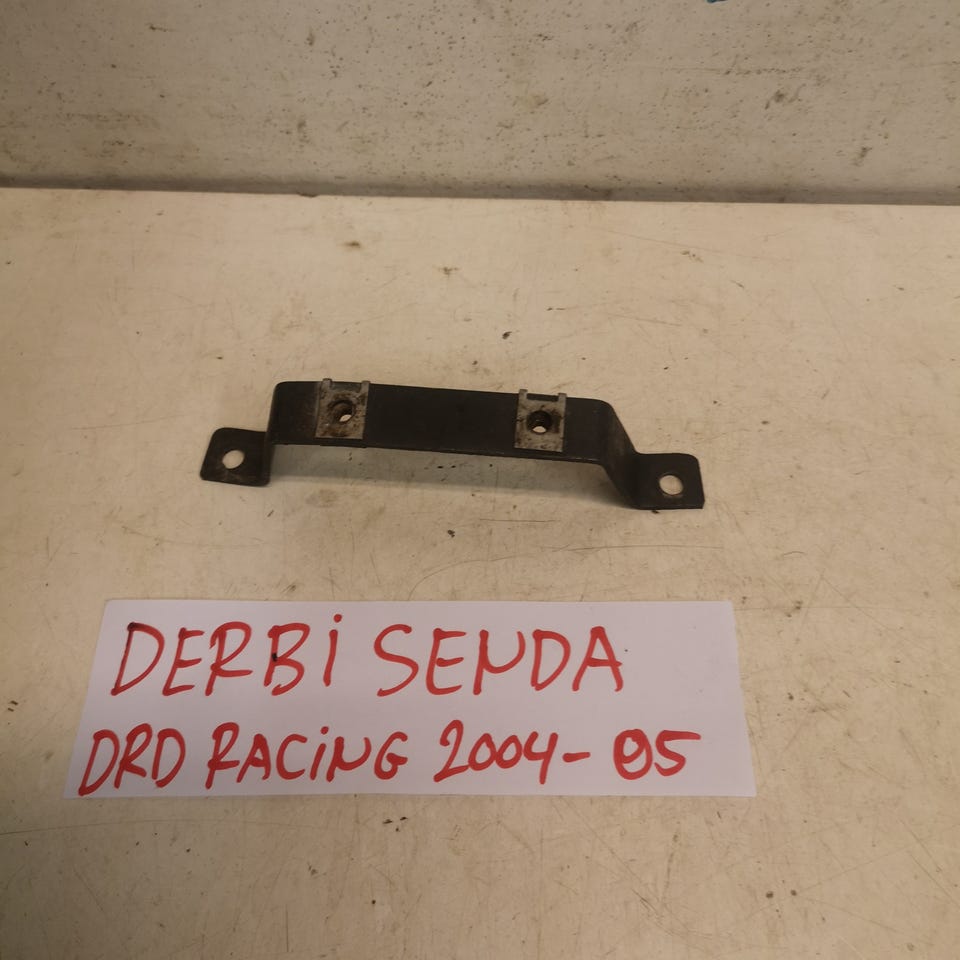 DERBi SENDA
DRD RACiNG 2004-05